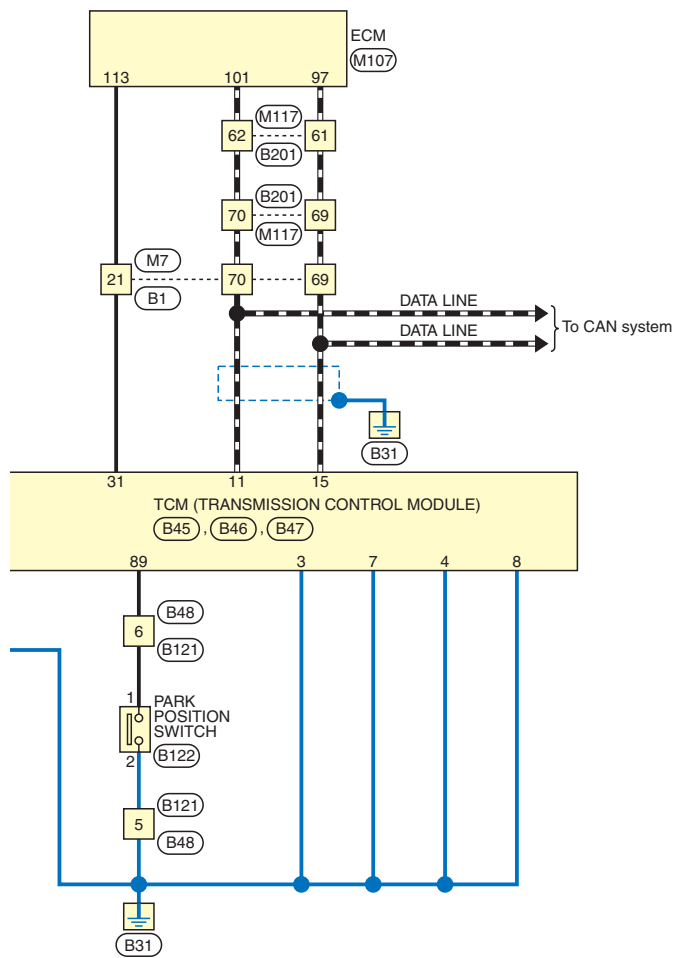 ECM
M107
113 101 97
M117
62 61
B201
B201
70 69
M117
M7
21 70 69
B1
DATA LINE
DATA LINE
To CAN system
B31
31 11 15
TCM (TRANSMISSION CONTROL MODULE)
B45 , B46 , B47
89 3 7 4 8
B48
6
B121
1 PARK
POSITION
SWITCH
2 B122
B121
5
B48
B31